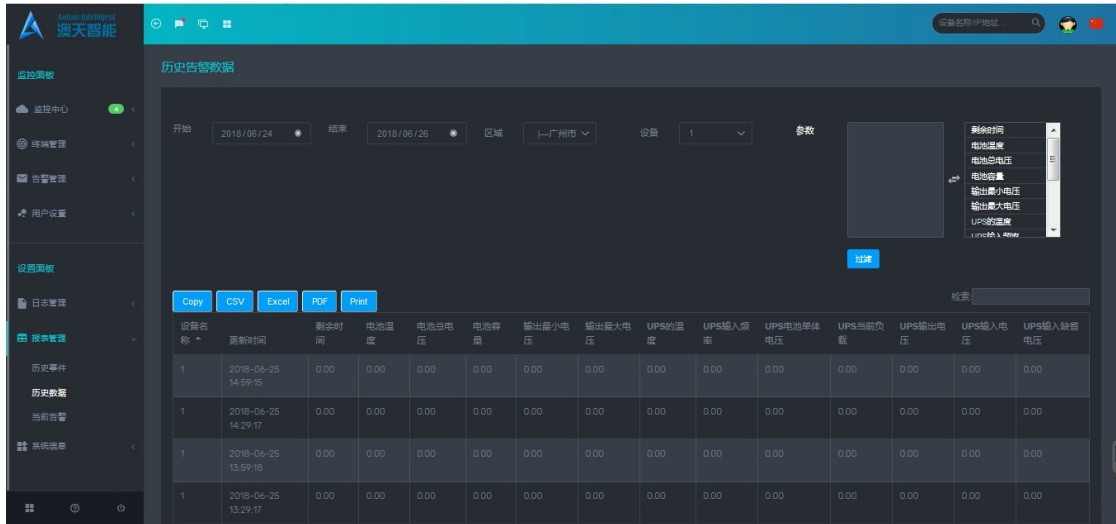 Aoman Intelligent
澳天智能
设备名称/IP地址...
监控面板
监控中心
4
终端管理
告警管理
用户设置
设置面板
日志管理
报表管理
历史事件
历史数据
当前告警
系统信息
历史告警数据
开始 2018/06/24 结束 2018/06/26 区域 |—广州市 设备 1 参数
剩余时间
电池温度
电池总电压
电池容量
输出最小电压
输出最大电压
UPS的温度
UPS输入频率
过滤
Copy CSV Excel PDF Print
检索:
设备名称 更新时间 剩余时间 电池温度 电池总电压 电池容量 输出最小电压 输出最大电压 UPS的温度 UPS输入频率 UPS电池单体电压 UPS当前负载 UPS输出电压 UPS输入电压 UPS输入缺省电压
1 2018-06-25 14:59:15 0.00 0.00 0.00 0.00 0.00 0.00 0.00 0.00 0.00 0.00 0.00 0.00 0.00
1 2018-06-25 14:29:17 0.00 0.00 0.00 0.00 0.00 0.00 0.00 0.00 0.00 0.00 0.00 0.00 0.00
1 2018-06-25 13:59:18 0.00 0.00 0.00 0.00 0.00 0.00 0.00 0.00 0.00 0.00 0.00 0.00 0.00
1 2018-06-25 13:29:17 0.00 0.00 0.00 0.00 0.00 0.00 0.00 0.00 0.00 0.00 0.00 0.00 0.00